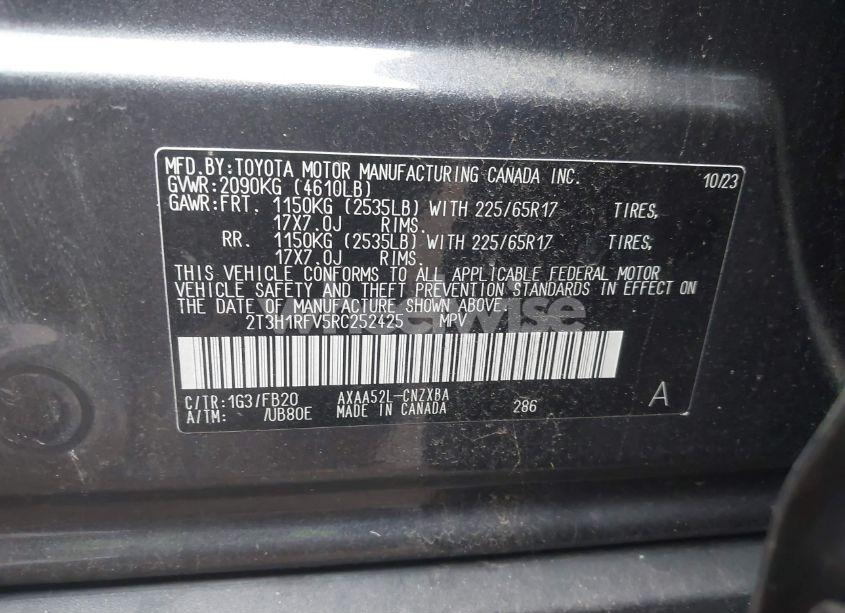 MFD.BY:TOYOTA MOTOR MANUFACTURING CANADA INC. 10/23
GVWR:2090KG (4610LB)
GAWR:FRT. 1150KG (2535LB) WITH 225/65R17 TIRES,
17X7.0J RIMS.
RR. 1150KG (2535LB) WITH 225/65R17 TIRES,
17X7.0J RIMS.
THIS VEHICLE CONFORMS TO ALL APPLICABLE FEDERAL MOTOR
VEHICLE SAFETY AND THEFT PREVENTION STANDARDS IN EFFECT ON
THE DATE OF MANUFACTURE SHOWN ABOVE.
2T3H1RFV5RC252425 MPV
C/TR:1G3/FB20 AXAA52L-CNZXBA A
A/TM: /UB80E MADE IN CANADA 286